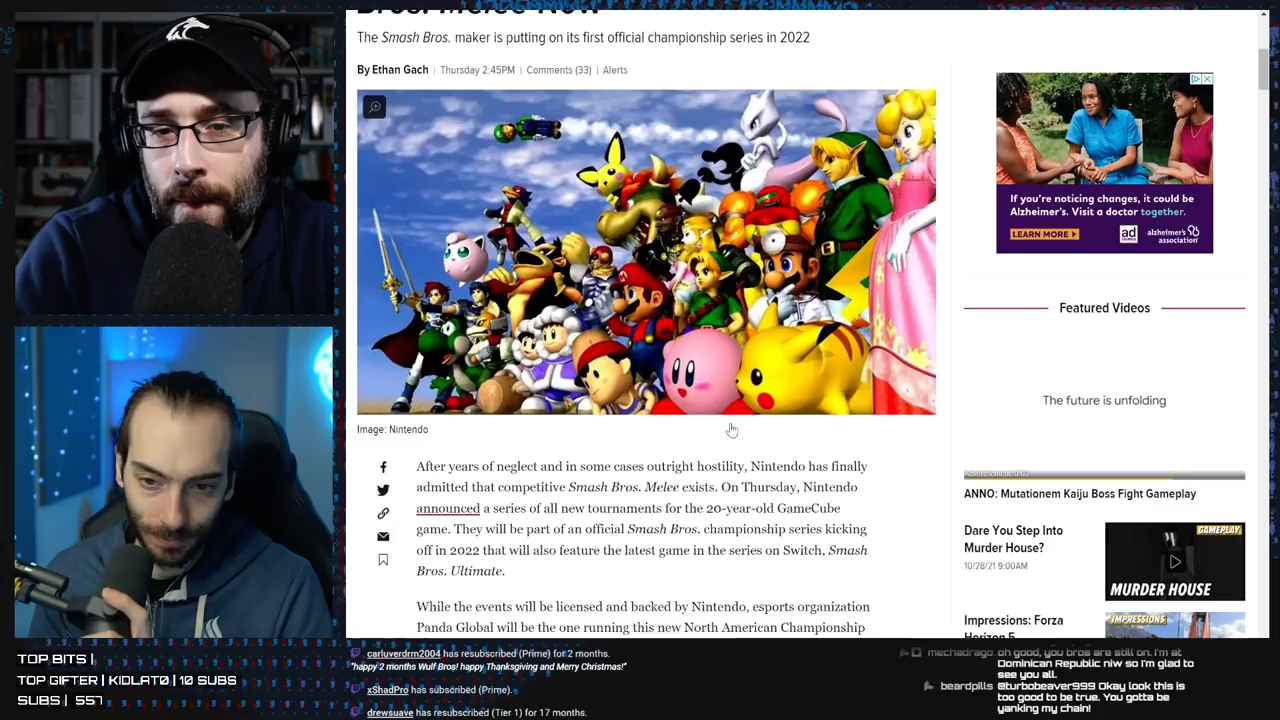 Bros. Melee Now
The Smash Bros. maker is putting on its first official championship series in 2022
By Ethan Gach | Thursday 2:45PM | Comments (33) | Alerts
Image: Nintendo
After years of neglect and in some cases outright hostility, Nintendo has finally
admitted that competitive Smash Bros. Melee exists. On Thursday, Nintendo
announced a series of all new tournaments for the 20-year-old GameCube
game. They will be part of an official Smash Bros. championship series kicking
off in 2022 that will also feature the latest game in the series on Switch, Smash
Bros. Ultimate.
While the events will be licensed and backed by Nintendo, esports organization
Panda Global will be the one running this new North American Championship
If you're noticing changes, it could be
Alzheimer's. Visit a doctor together.
LEARN MORE
ad
COUNCIL
alzheimer's
association
Featured Videos
The future is unfolding
Advertisement: 0:03
ANNO: Mutationem Kaiju Boss Fight Gameplay
Dare You Step Into
Murder House?
10/28/21 9:00AM
GAMEPLAY
MURDER HOUSE
Impressions: Forza
Horizon 5
IMPRESSIONS
TOP BITS |
TOP GIFTER | KIDLAT0 | 10 SUBS
SUBS | 557
carluverdrm2004 has resubscribed (Prime) for 2 months.
"happy 2 months Wulf Bros! happy Thanksgiving and Merry Christmas!"
xShadPro has subscribed (Prime).
drewsuave has resubscribed (Tier 1) for 17 months.
mechadrago oh good, you bros are still on. i'm at
Dominican Republic niw so i'm glad to
see you all.
beardpills @turbobeaver999 Okay look this is
too good to be true. You gotta be
yanking my chain!